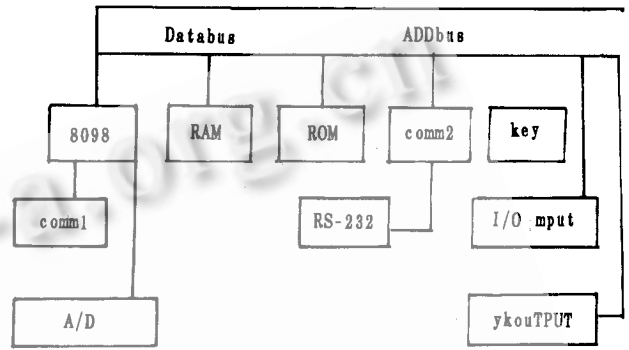 Databus ADDbus
8098 RAM ROM comm2 key
comm1 RS-232 I/O mput
A/D ykouTPUT